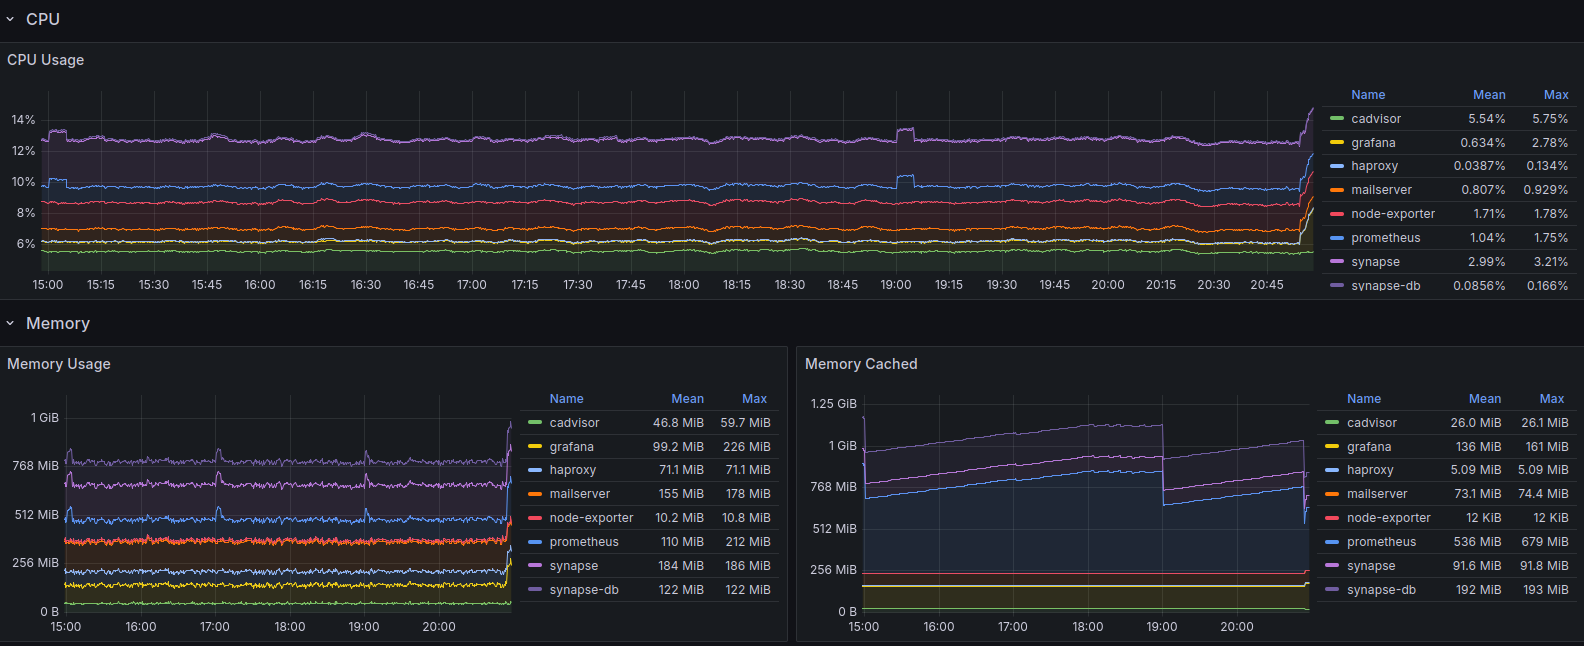 CPU
CPU Usage
Name Mean Max
14%
12%
10%
8%
6%
cadvisor 5.54% 5.75%
grafana 0.634% 2.78%
haproxy 0.0387% 0.134%
mailserver 0.807% 0.929%
node-exporter 1.71% 1.78%
prometheus 1.04% 1.75%
synapse 2.99% 3.21%
synapse-db 0.0856% 0.166%
15:00 15:15 15:30 15:45 16:00 16:15 16:30 16:45 17:00 17:15 17:30 17:45 18:00 18:15 18:30 18:45 19:00 19:15 19:30 19:45 20:00 20:15 20:30 20:45
Memory
Memory Usage
1 GiB
768 MiB
512 MiB
256 MiB
0 B
15:00 16:00 17:00 18:00 19:00 20:00
Name Mean Max
cadvisor 46.8 MiB 59.7 MiB
grafana 99.2 MiB 226 MiB
haproxy 71.1 MiB 71.1 MiB
mailserver 155 MiB 178 MiB
node-exporter 10.2 MiB 10.8 MiB
prometheus 110 MiB 212 MiB
synapse 184 MiB 186 MiB
synapse-db 122 MiB 122 MiB
Memory Cached
1.25 GiB
1 GiB
768 MiB
512 MiB
256 MiB
0 B
15:00 16:00 17:00 18:00 19:00 20:00
Name Mean Max
cadvisor 26.0 MiB 26.1 MiB
grafana 136 MiB 161 MiB
haproxy 5.09 MiB 5.09 MiB
mailserver 73.1 MiB 74.4 MiB
node-exporter 12 KiB 12 KiB
prometheus 536 MiB 679 MiB
synapse 91.6 MiB 91.8 MiB
synapse-db 192 MiB 193 MiB